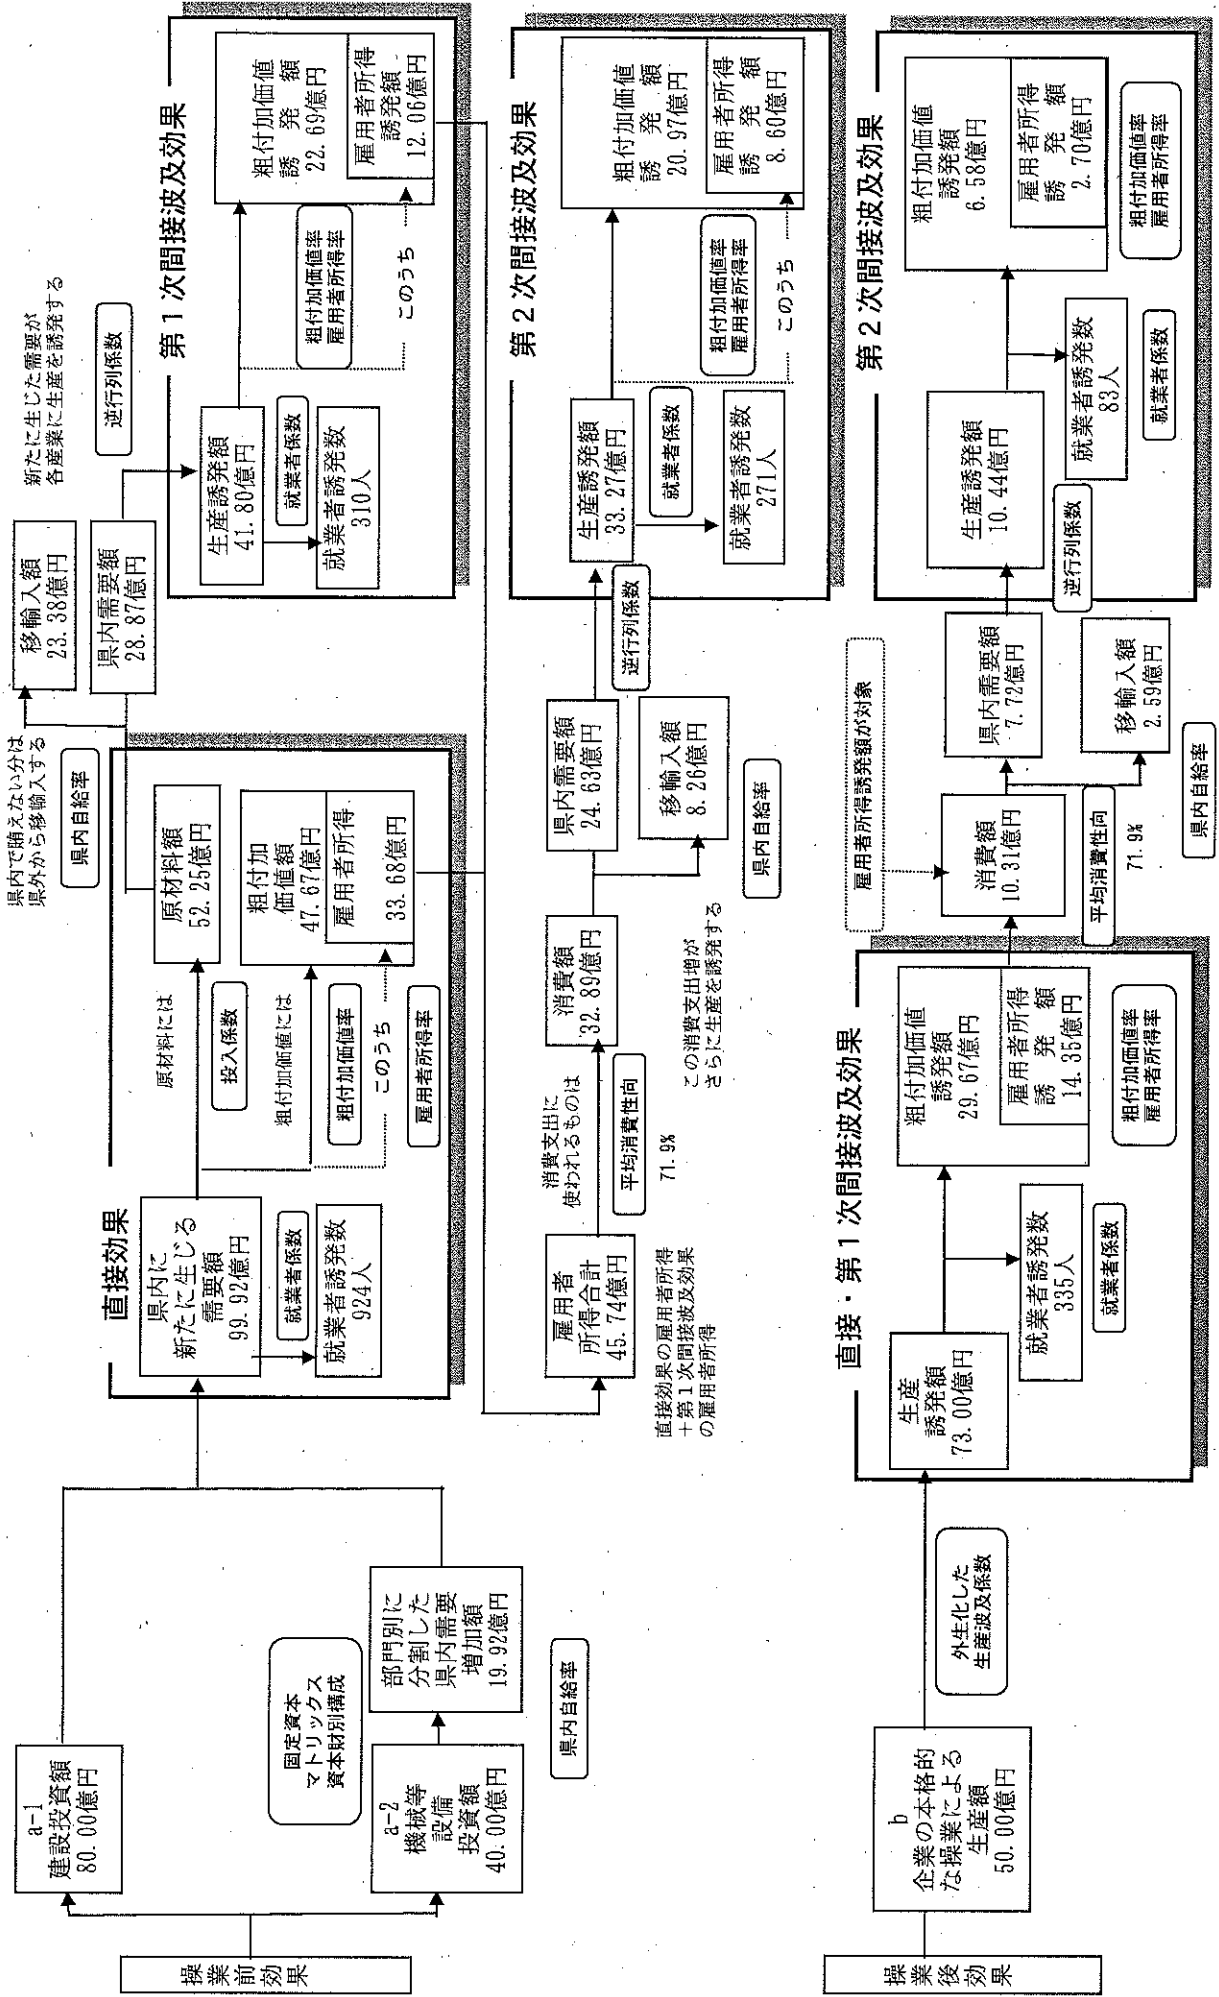 操業前効果
a-1
建設投資額
80.00億円
固定資本
マトリックス
資本財別構成
a-2
機械等
設備
投資額
40.00億円
部門別に
分割した
県内需要
増加額
19.92億円
県内自給率
直接効果
県内に
新たに生じる
需要額
99.92億円
就業者係数
就業者誘発数
924人
原材料には
投入係数
粗付加価値には
粗付加価値率
このうち
雇用者所得率
原材料額
52.25億円
粗付加
価値額
47.67億円
雇用者所得
33.68億円
県内で賄えない分は
県外から移輸入する
県内自給率
移輸入額
23.38億円
県内需要額
28.87億円
新たに生じた需要が
各産業に生産を誘発する
逆行列係数
第1次間接波及効果
生産誘発額
41.80億円
就業者係数
就業者誘発数
310人
粗付加価値率
雇用者所得率
このうち
粗付加価値
誘発額
22.69億円
雇用者所得
誘発額
12.06億円
雇用者
所得合計
45.74億円
直接効果の雇用者所得
+第1次間接波及効果
の雇用者所得
消費支出に
使われるものは
平均消費性向
71.9%
消費額
32.89億円
この消費支出増が
さらに生産を誘発する
県内需要額
24.63億円
移輸入額
8.26億円
県内自給率
逆行列係数
第2次間接波及効果
生産誘発額
33.27億円
就業者係数
就業者誘発数
271人
粗付加価値率
雇用者所得率
このうち
粗付加価値
誘発額
20.97億円
雇用者所得
誘発額
8.60億円
操業後効果
b
企業の本格的
な操業による
生産額
50.00億円
外生化した
生産波及係数
直接・第1次間接波及効果
生産
誘発額
73.00億円
就業者誘発数
335人
就業者係数
粗付加価値
誘発額
29.67億円
雇用者所得
誘発額
14.35億円
粗付加価値率
雇用者所得率
雇用者所得誘発額が対象
消費額
10.31億円
平均消費性向
71.9%
県内需要額
7.72億円
移輸入額
2.59億円
県内自給率
逆行列係数
第2次間接波及効果
生産誘発額
10.44億円
就業者誘発数
83人
就業者係数
粗付加価値
誘発額
6.58億円
雇用者所得
誘発額
2.70億円
粗付加価値率
雇用者所得率